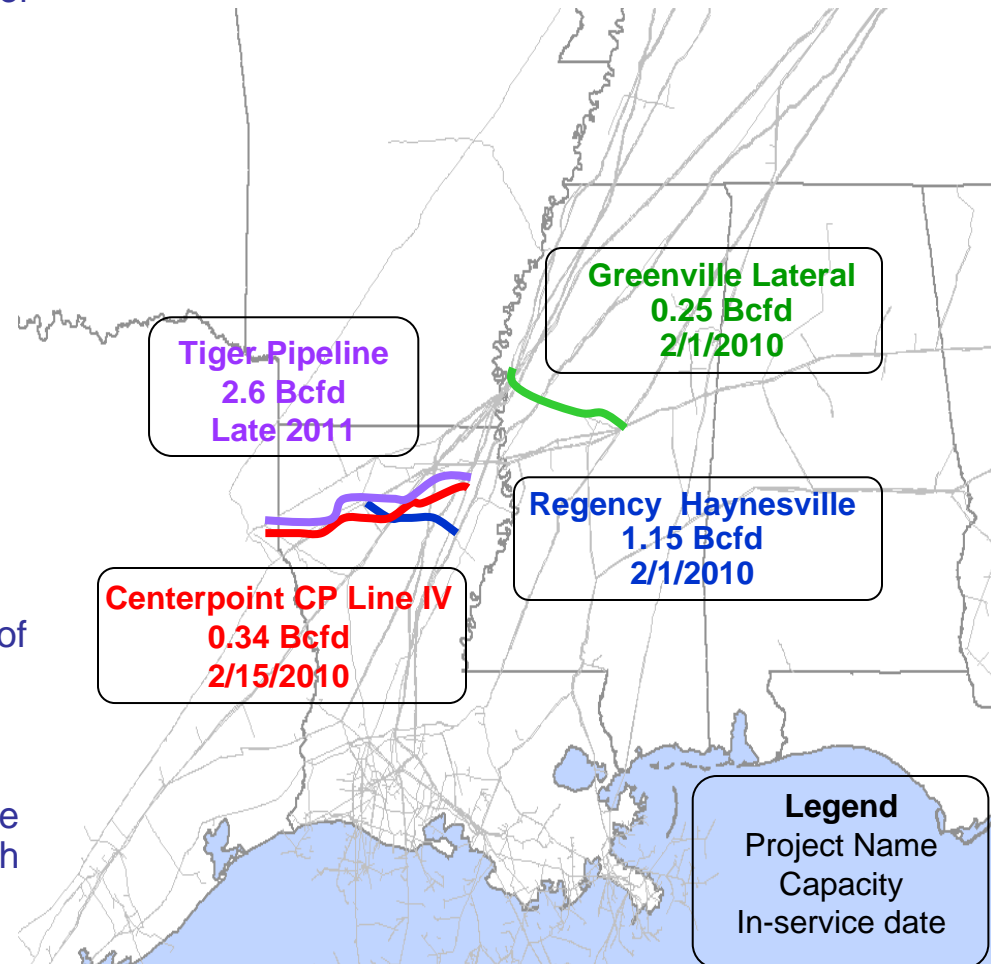 Greenville Lateral
0.25 Bcfd
2/1/2010
Tiger Pipeline
2.6 Bcfd
Late 2011
Regency Haynesville
1.15 Bcfd
2/1/2010
Centerpoint CP Line IV
0.34 Bcfd
2/15/2010
of
e
h
Legend
Project Name
Capacity
In-service date